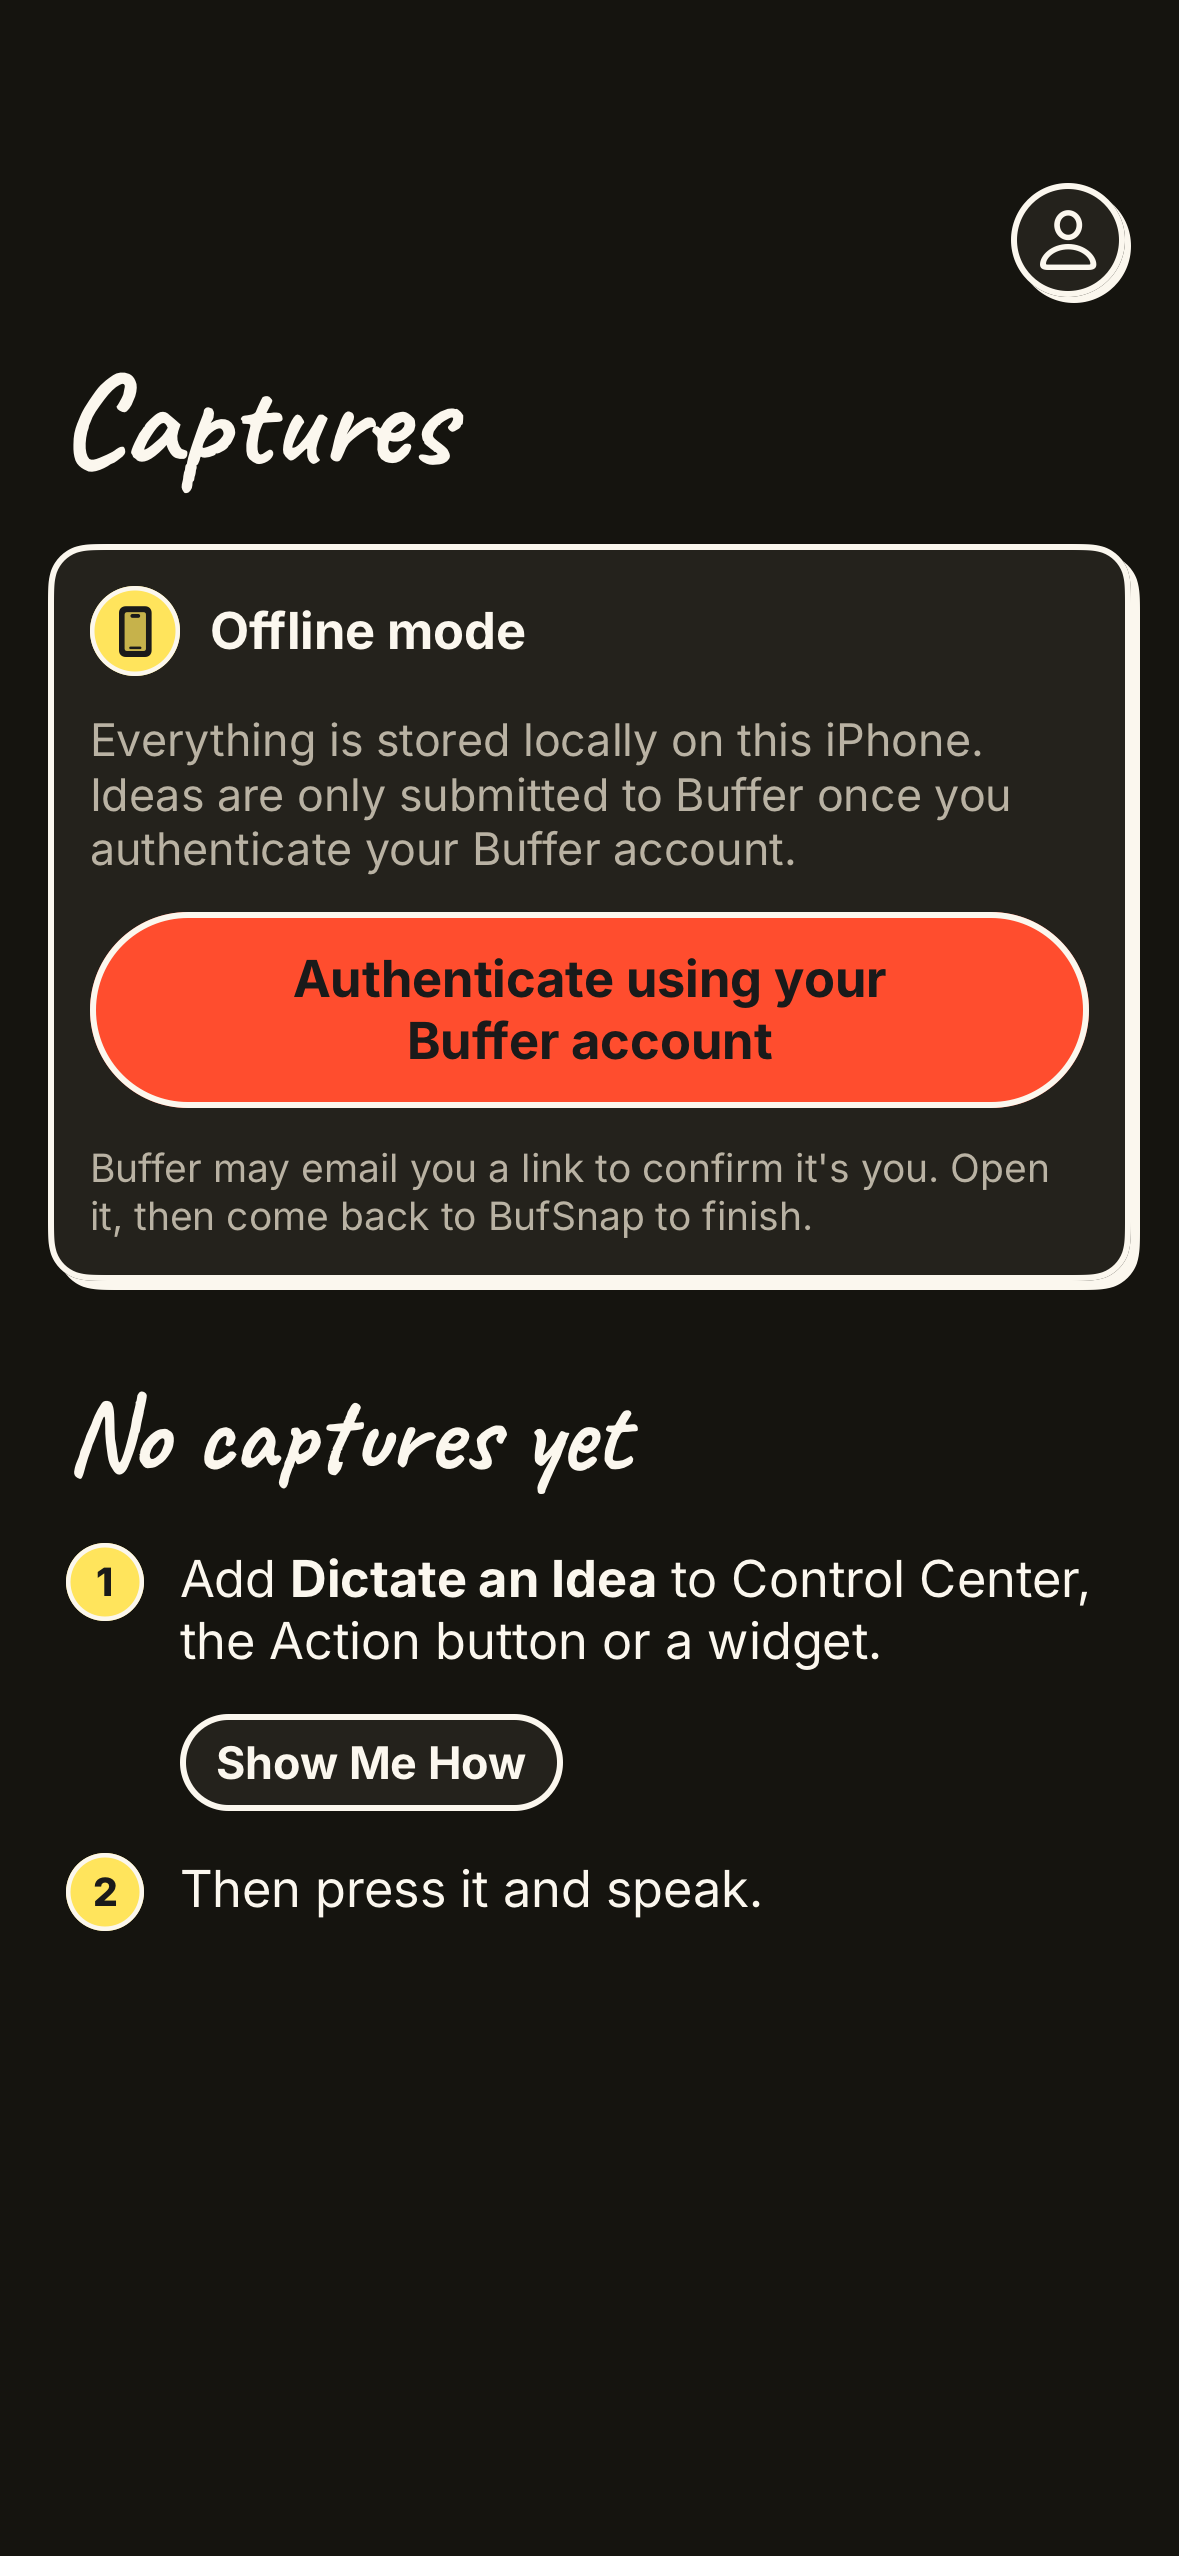 Captures
Offline mode
Everything is stored locally on this iPhone.
Ideas are only submitted to Buffer once you
authenticate your Buffer account.
Authenticate using your
Buffer account
Buffer may email you a link to confirm it's you. Open
it, then come back to BufSnap to finish.
No captures yet
1 Add Dictate an Idea to Control Center,
the Action button or a widget.
Show Me How
2 Then press it and speak.